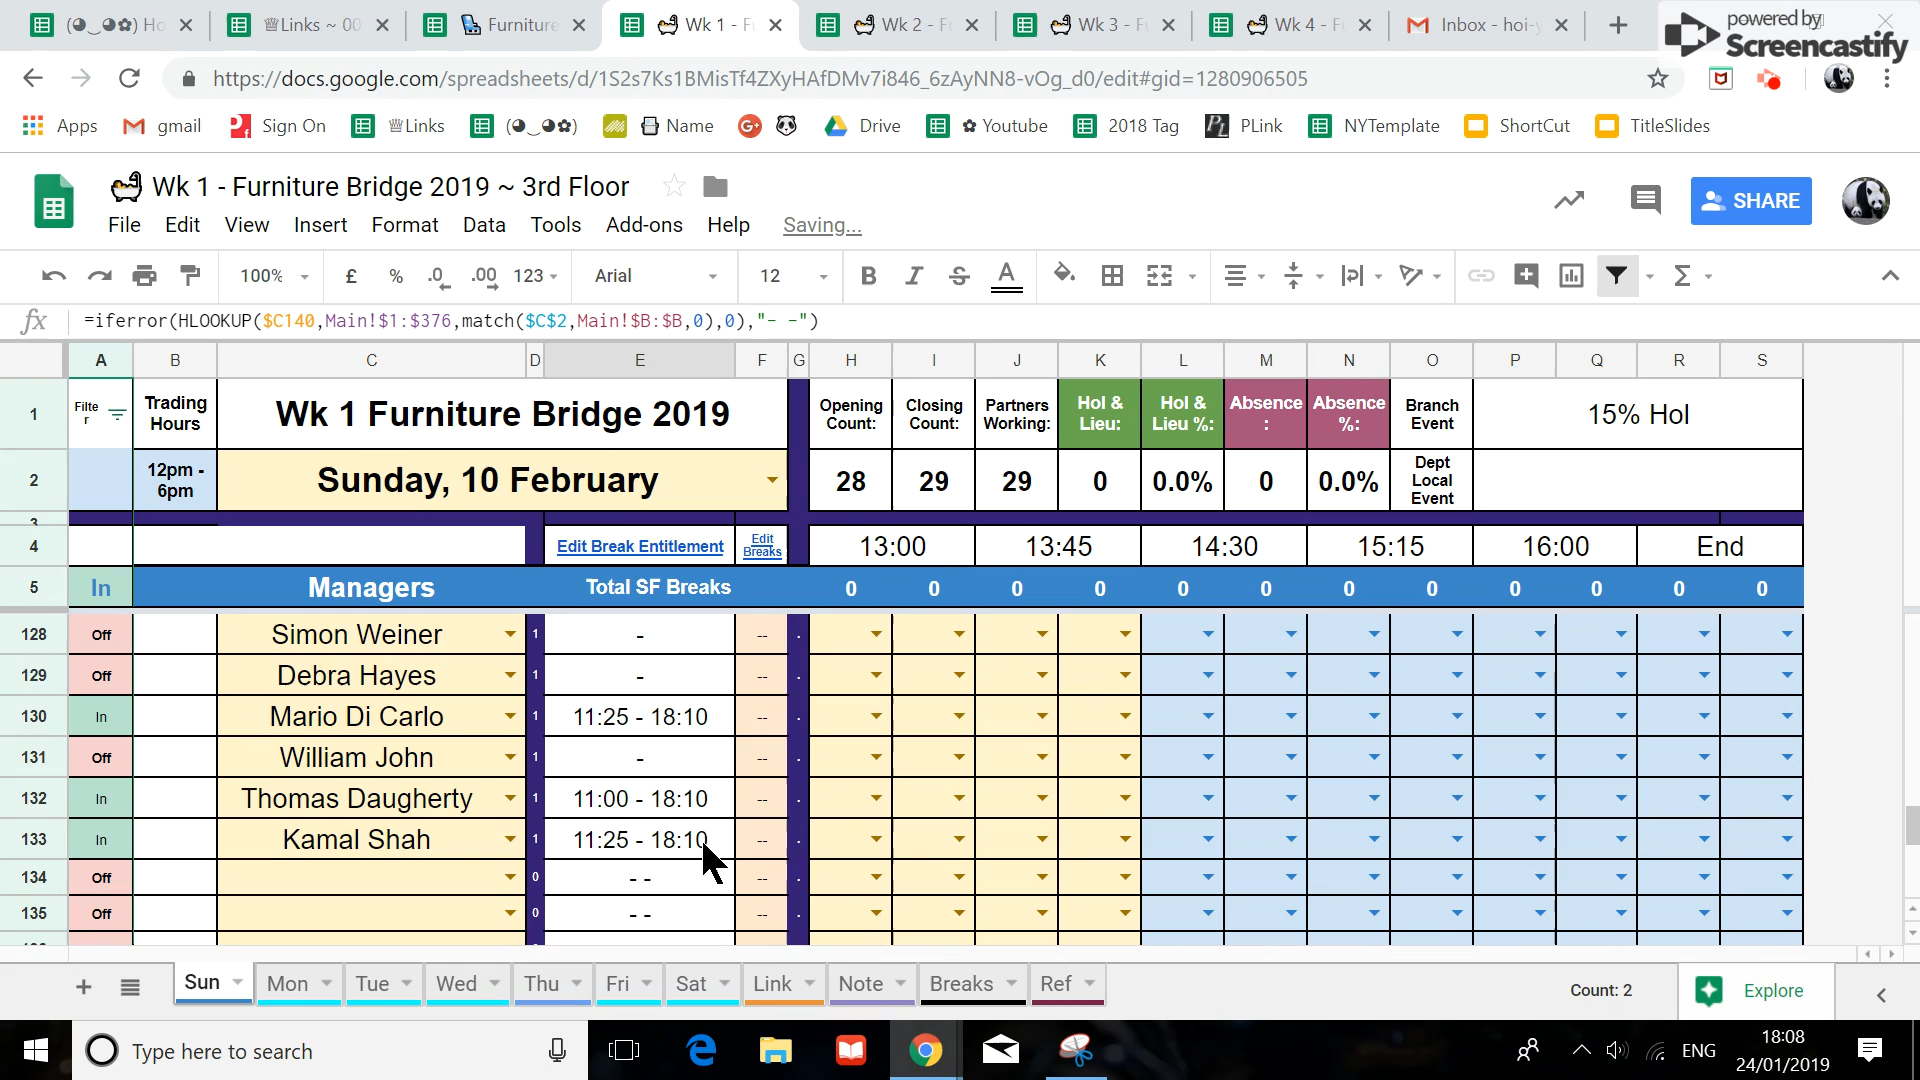 (◕‿◕✿) Ho
♕Links ~ 00
Furniture
Wk 1 - F
Wk 2 - F
Wk 3 - F
Wk 4 - F
Inbox - hoi-y
powered by
Screencastify
https://docs.google.com/spreadsheets/d/1S2s7Ks1BMisTf4ZXyHAfDMv7i846_6zAyNN8-vOg_d0/edit#gid=1280906505
Apps gmail Sign On ♕Links (◕‿◕✿) Name Drive ✿ Youtube 2018 Tag PLink NYTemplate ShortCut TitleSlides
Wk 1 - Furniture Bridge 2019 ~ 3rd Floor
SHARE
File Edit View Insert Format Data Tools Add-ons Help Saving...
100% £ % .0 .00 123 Arial 12 B I S A Σ
fx =iferror(HLOOKUP($C140,Main!$1:$376,match($C$2,Main!$B:$B,0),0),"- -")
A B C D E F G H I J K L M N O P Q R S
1 Filter Trading Hours Wk 1 Furniture Bridge 2019 Opening Count: Closing Count: Partners Working: Hol & Lieu: Hol & Lieu %: Absence: Absence %: Branch Event 15% Hol
2 12pm - 6pm Sunday, 10 February 28 29 29 0 0.0% 0 0.0% Dept Local Event
3
4 Edit Break Entitlement Edit Breaks 13:00 13:45 14:30 15:15 16:00 End
5 In Managers Total SF Breaks 0 0 0 0 0 0 0 0 0 0 0 0
128 Off Simon Weiner 1 - -- .
129 Off Debra Hayes 1 - -- .
130 In Mario Di Carlo 1 11:25 - 18:10 -- .
131 Off William John 1 - -- .
132 In Thomas Daugherty 1 11:00 - 18:10 -- .
133 In Kamal Shah 1 11:25 - 18:10 -- .
134 Off 0 - - -- .
135 Off 0 - - -- .
Sun Mon Tue Wed Thu Fri Sat Link Note Breaks Ref Count: 2 Explore
Type here to search
ENG
18:08
24/01/2019